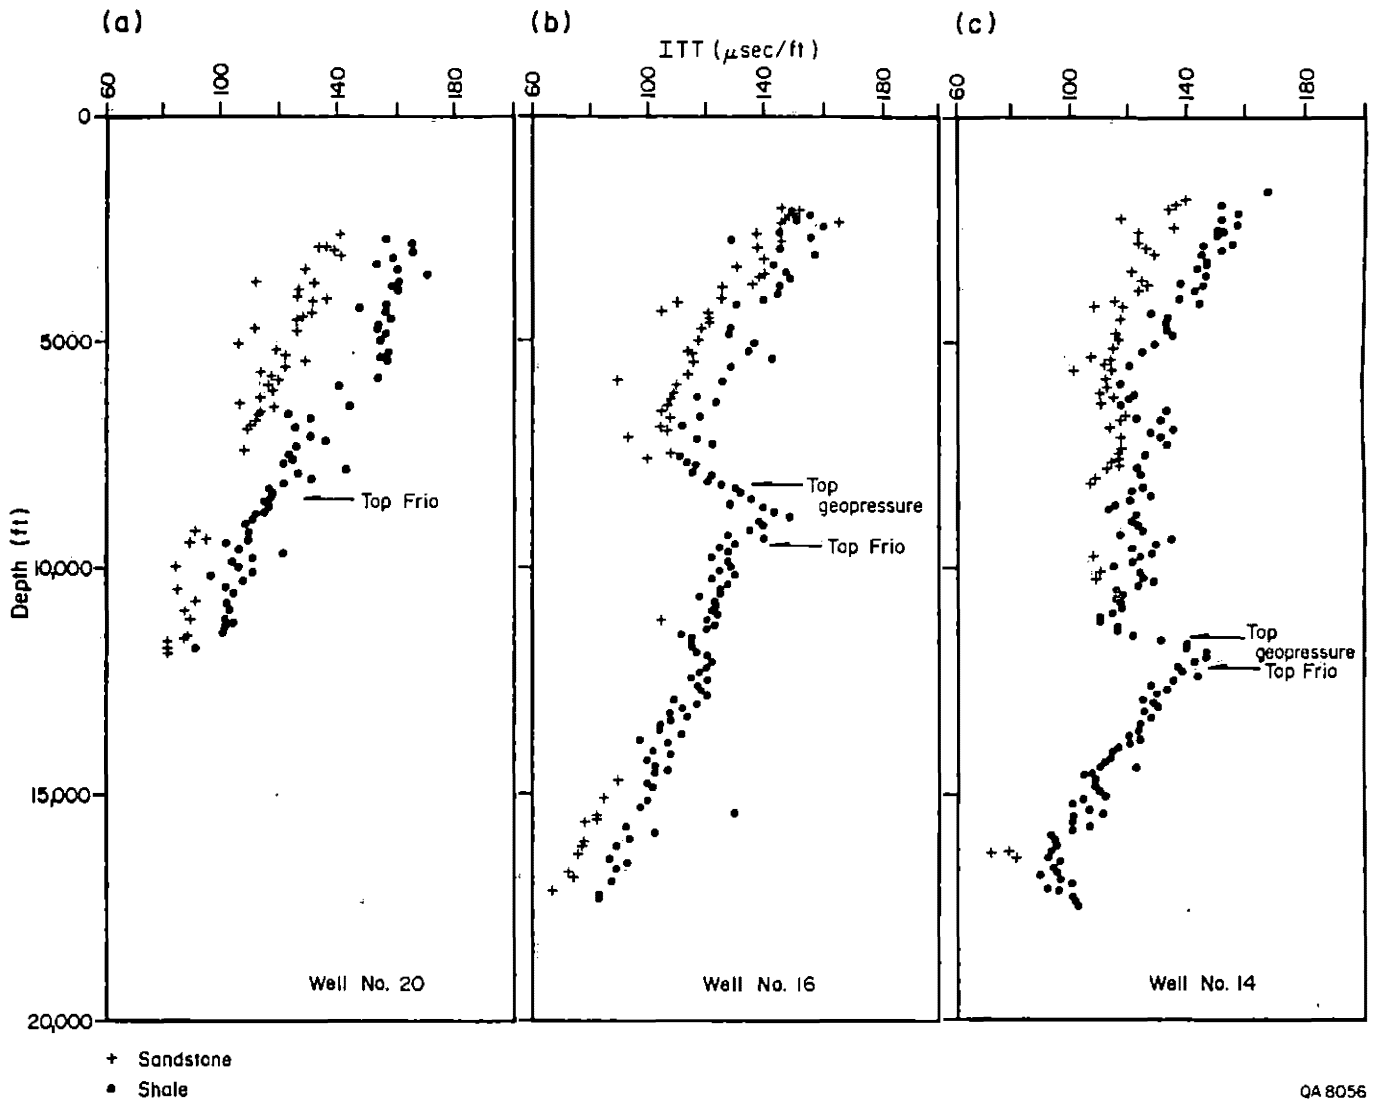 (a)
(b)
(c)
ITT (μsec/ft)
60 100 140 180
60 100 140 180
60 100 140 180
0
5000
10,000
15,000
20,000
Depth (ft)
Top Frio
Well No. 20
Top
geopressure
Top Frio
Well No. 16
Top
geopressure
Top Frio
Well No. 14
+ Sandstone
● Shale
QA 8056